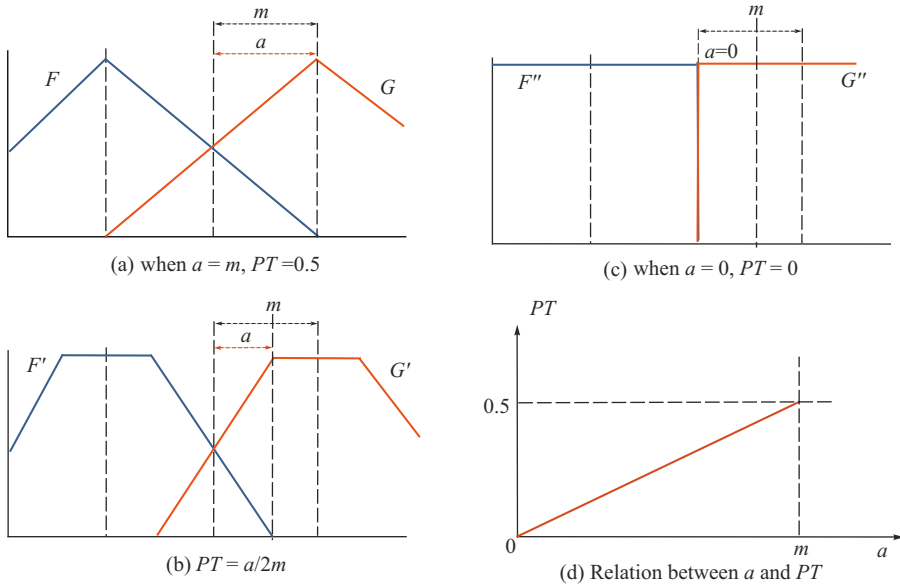 m
a
F
G
(a) when a = m, PT =0.5
m
a=0
F″
G″
(c) when a = 0, PT = 0
m
a
F′
G′
(b) PT = a/2m
PT
0.5
0
m
a
(d) Relation between a and PT